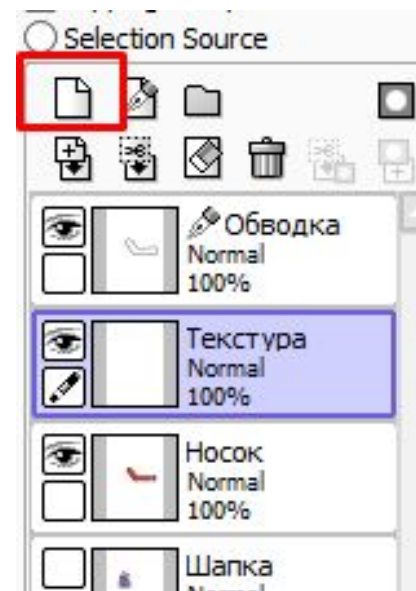 Selection Source
Обводка
Normal
100%
Текстура
Normal
100%
Носок
Normal
100%
Шапка